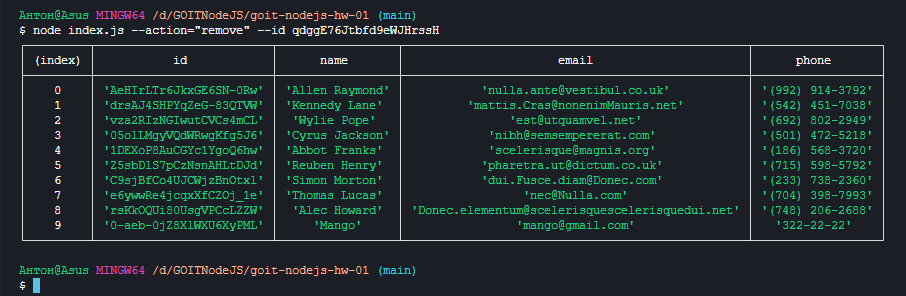 Антон@Asus MINGW64 /d/GOITNodeJS/goit-nodejs-hw-01 (main)
$ node index.js --action="remove" --id qdggE76Jtbfd9eWJHrssH
(index) id name email phone
0 'AeHIrLTr6JkxGE6SN-0Rw' 'Allen Raymond' 'nulla.ante@vestibul.co.uk' '(992) 914-3792'
1 'drsAJ4SHPYqZeG-83QTVW' 'Kennedy Lane' 'mattis.Cras@nonenimMauris.net' '(542) 451-7038'
2 'vza2RIzNGIwutCVCs4mCL' 'Wylie Pope' 'est@utquamvel.net' '(692) 802-2949'
3 '05olLMgyVQdWRwgKfg5J6' 'Cyrus Jackson' 'nibh@semsempererat.com' '(501) 472-5218'
4 '1DEXoP8AuCGYc1YgoQ6hw' 'Abbot Franks' 'scelerisque@magnis.org' '(186) 568-3720'
5 'Z5sbDlS7pCzNsnAHLtDJd' 'Reuben Henry' 'pharetra.ut@dictum.co.uk' '(715) 598-5792'
6 'C9sjBfCo4UJCWjzBnOtxl' 'Simon Morton' 'dui.Fusce.diam@Donec.com' '(233) 738-2360'
7 'e6ywwRe4jcqxXfCZOj_1e' 'Thomas Lucas' 'nec@Nulla.com' '(704) 398-7993'
8 'rsKkOQUi80UsgVPCcLZZW' 'Alec Howard' 'Donec.elementum@scelerisquescelerisquedui.net' '(748) 206-2688'
9 '0-aeb-0jZ8XlWXU6XyPML' 'Mango' 'mango@gmail.com' '322-22-22'
Антон@Asus MINGW64 /d/GOITNodeJS/goit-nodejs-hw-01 (main)
$